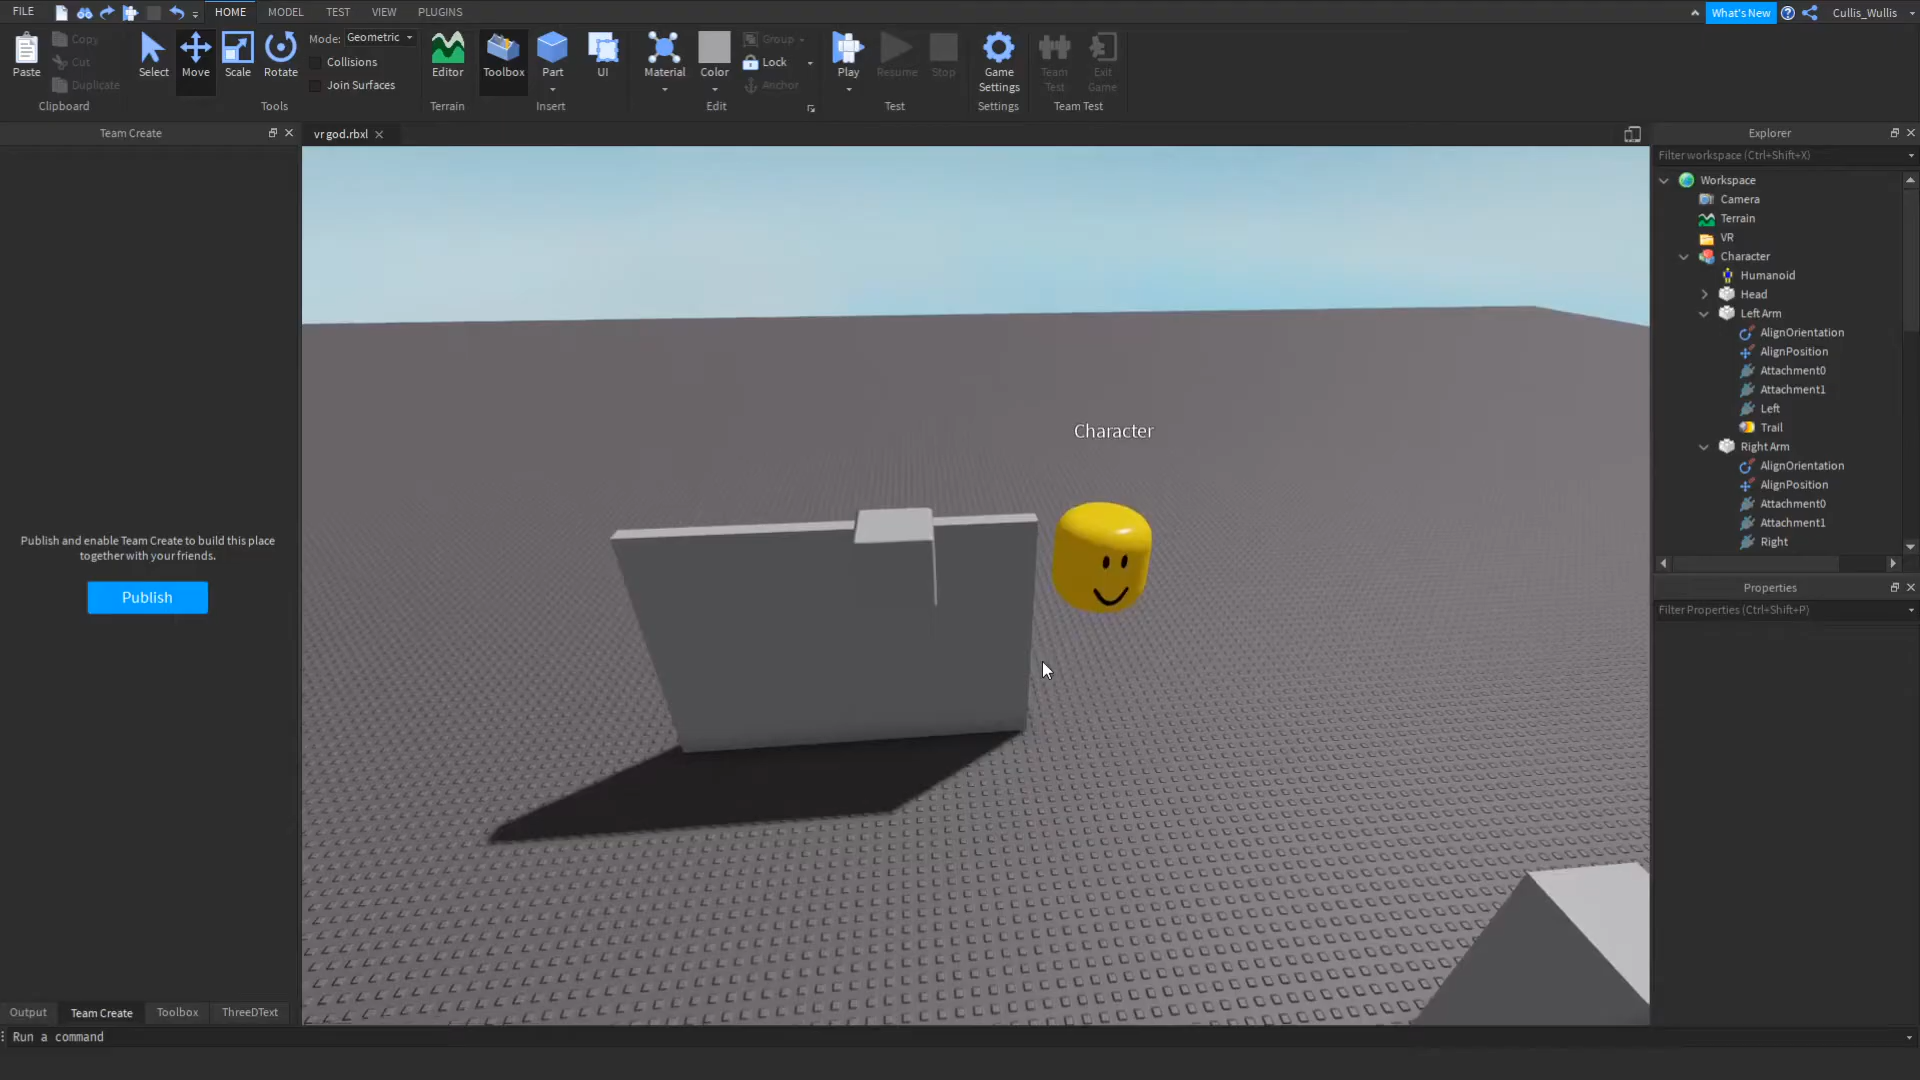 FILE
HOME
MODEL
TEST
VIEW
PLUGINS
What's New
Cullis_Wullis
Paste
Copy
Cut
Duplicate
Clipboard
Select
Move
Scale
Rotate
Mode: Geometric
Collisions
Join Surfaces
Tools
Editor
Terrain
Toolbox
Part
UI
Insert
Material
Color
Group
Lock
Anchor
Edit
Play
Resume
Stop
Test
Game
Settings
Settings
Team
Test
Exit
Game
Team Test
Team Create
vr god.rbxl
Explorer
Filter workspace (Ctrl+Shift+X)
Workspace
Camera
Terrain
VR
Character
Humanoid
Head
Left Arm
AlignOrientation
AlignPosition
Attachment0
Attachment1
Left
Trail
Right Arm
AlignOrientation
AlignPosition
Attachment0
Attachment1
Right
Character
Publish and enable Team Create to build this place
together with your friends.
Publish
Properties
Filter Properties (Ctrl+Shift+P)
Output
Team Create
Toolbox
ThreeDText
Run a command